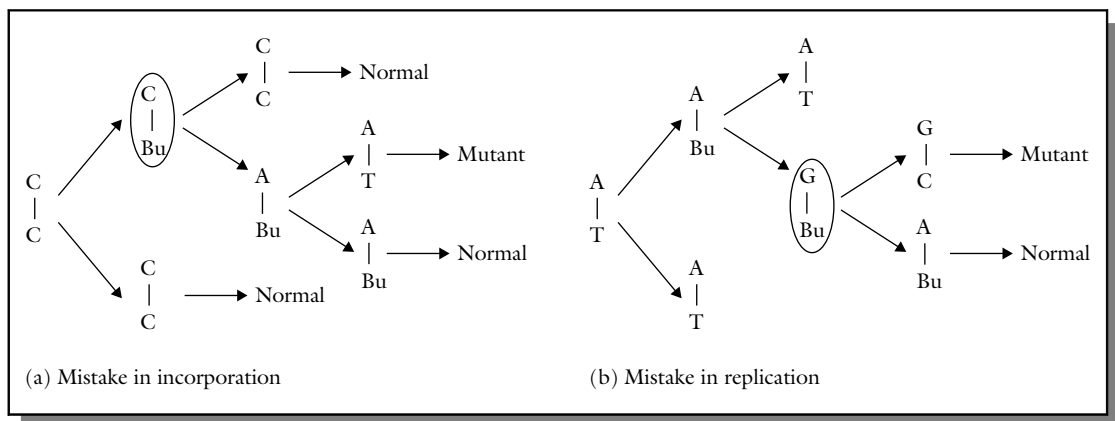 C
C
C
Bu
C
C
Normal
A
Bu
A
T
Mutant
A
Bu
Normal
C
C
Normal
(a) Mistake in incorporation
A
T
A
Bu
A
T
G
Bu
G
C
Mutant
A
Bu
Normal
A
T
(b) Mistake in replication